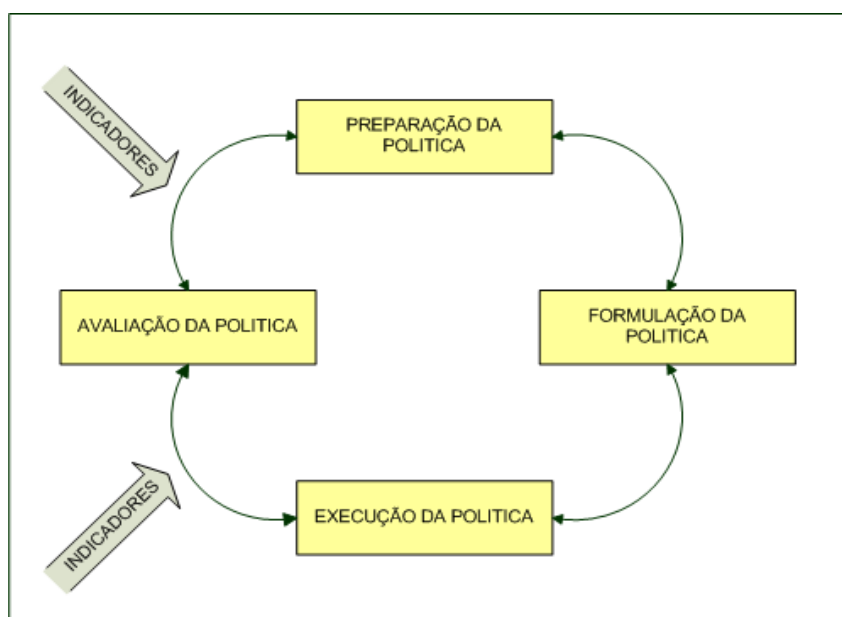 INDICADORES
PREPARAÇÃO DA
POLITICA
AVALIAÇÃO DA POLITICA
FORMULAÇÃO DA
POLITICA
EXECUÇÃO DA POLITICA
INDICADORES